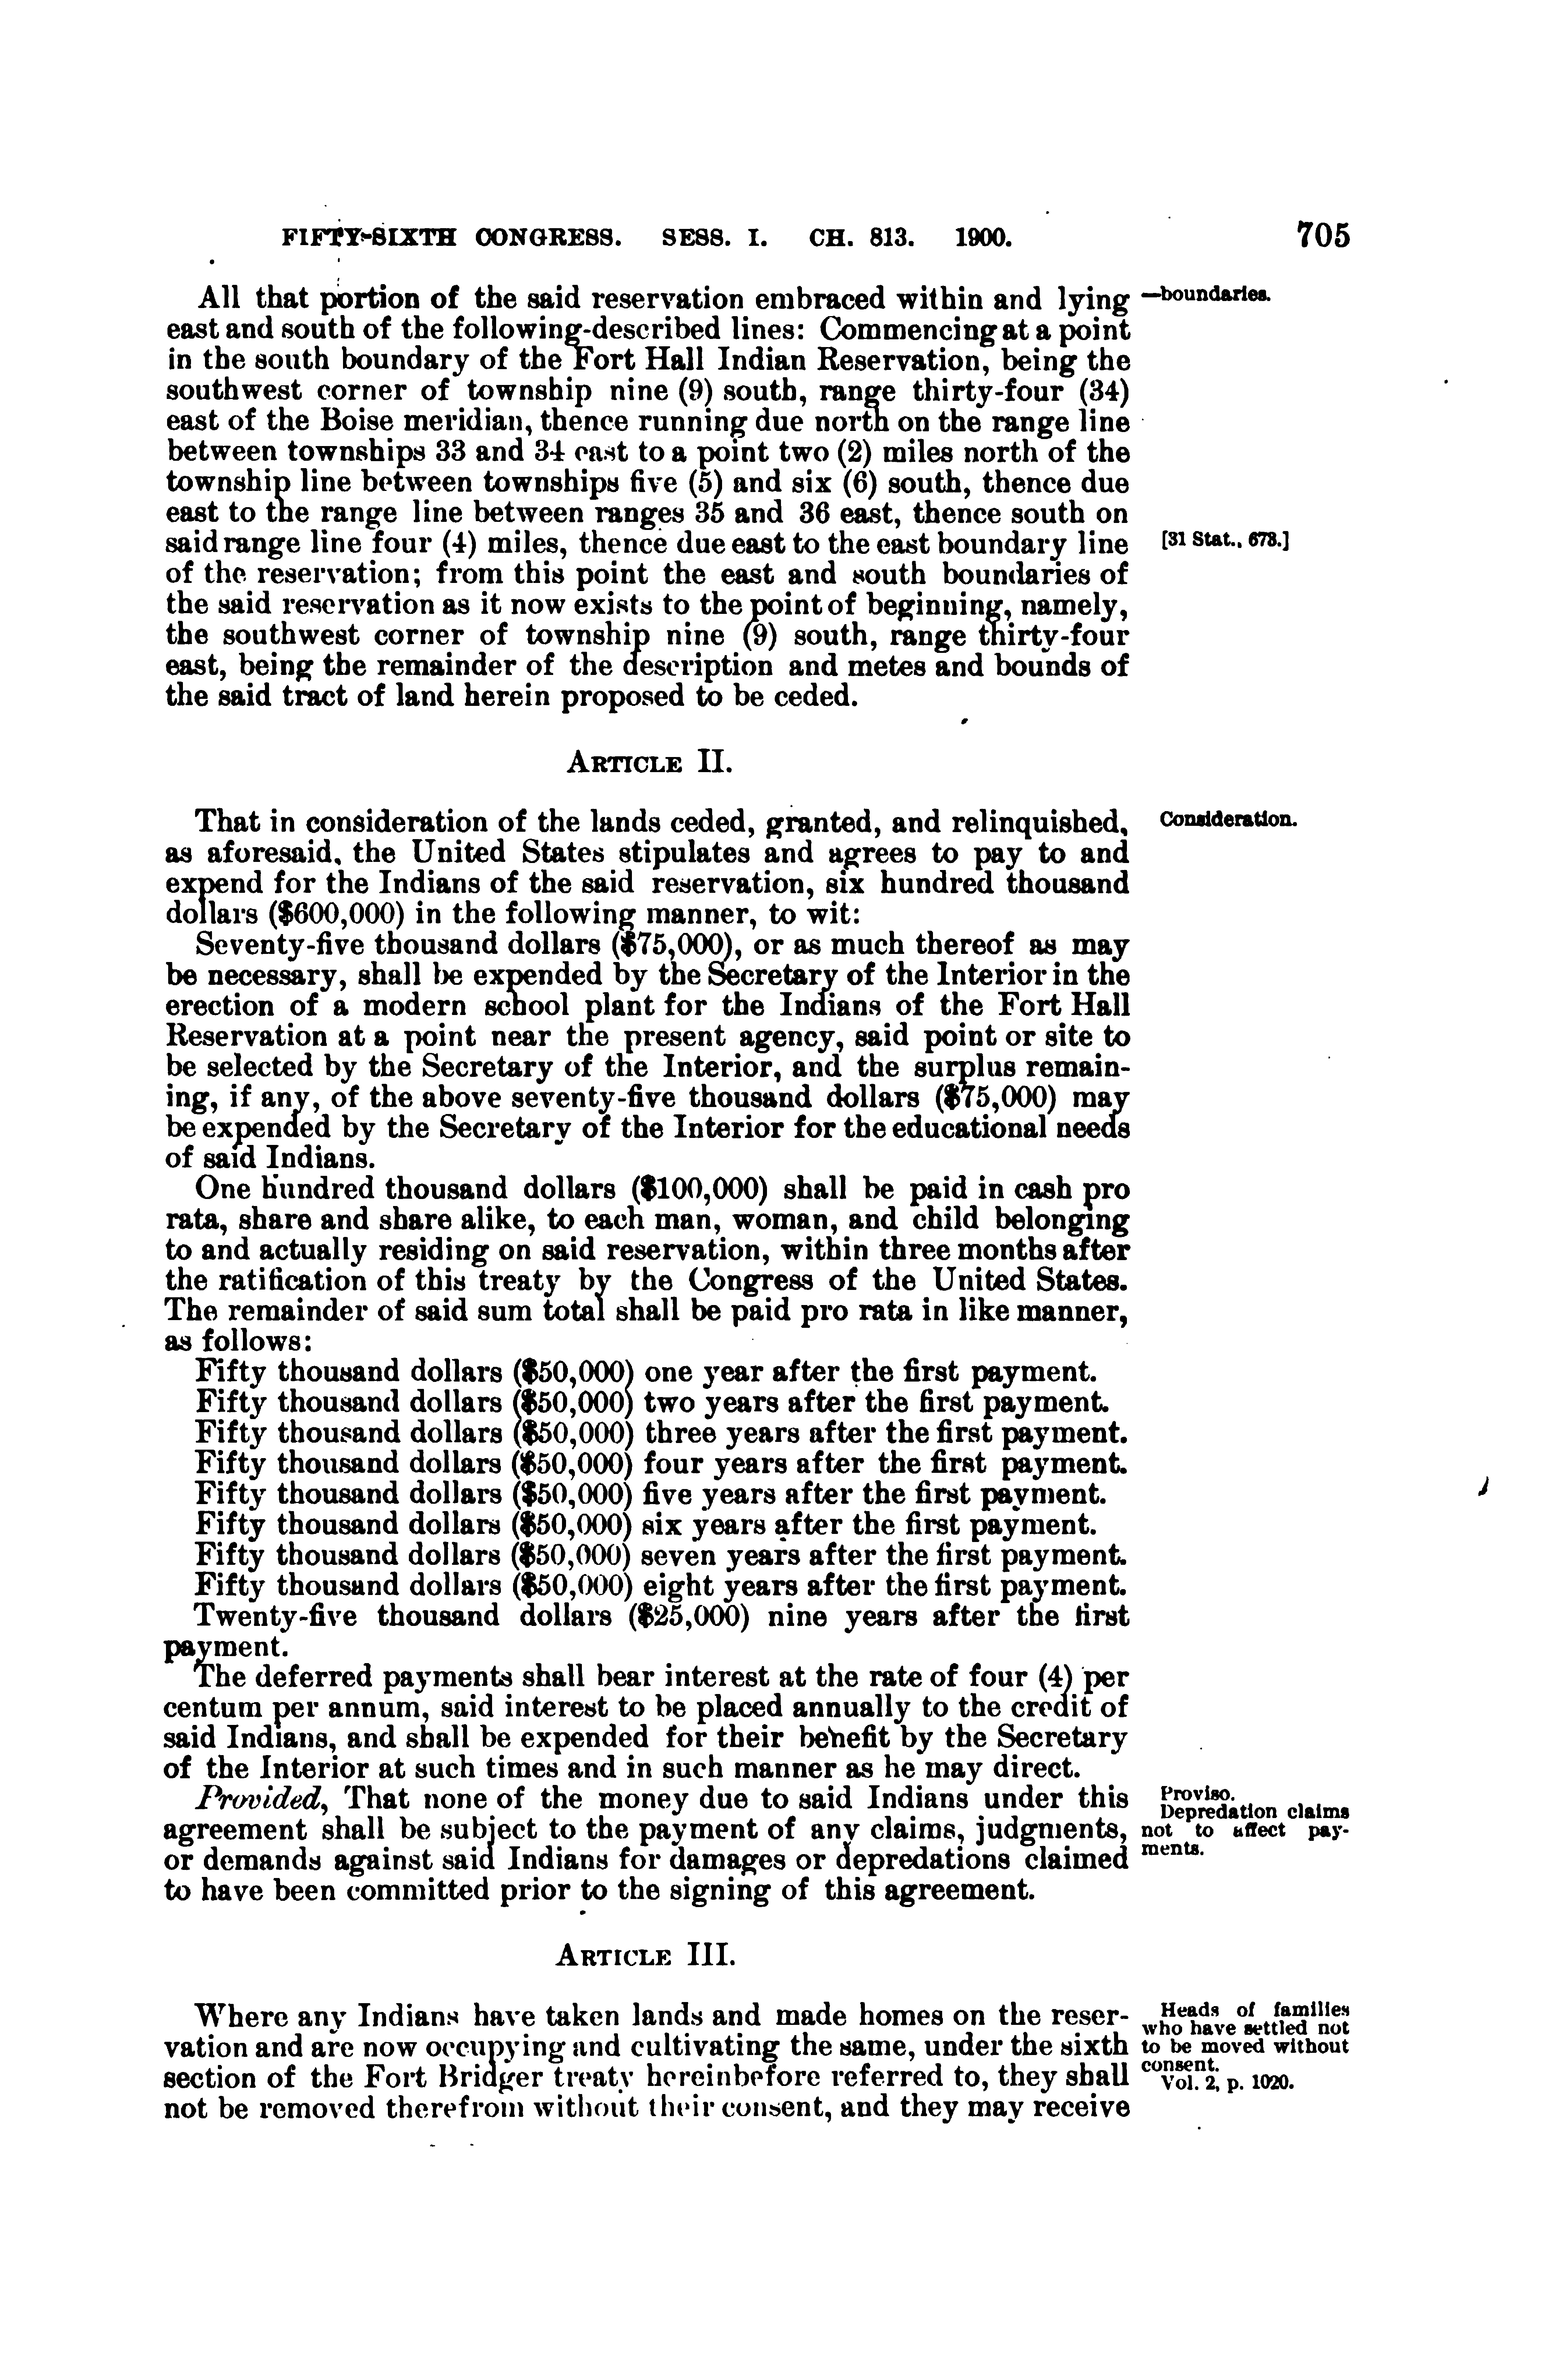 FIFTY-SIXTH CONGRESS. SESS. I. CH. 813. 1900. 705
All that portion of the said reservation embraced within and lying
—boundaries.
east and south of the following-described lines: Commencing at a point
in the south boundary of the Fort Hall Indian Reservation, being the
southwest corner of township nine (9) south, range thirty-four (34)
east of the Boise meridian, thence running due north on the range line
between townships 33 and 34 east to a point two (2) miles north of the
township line between townships five (5) and six (6) south, thence due
east to the range line between ranges 35 and 36 east, thence south on
said range line four (4) miles, thence due east to the east boundary line
[31 Stat., 678.]
of the reservation; from this point the east and south boundaries of
the said reservation as it now exists to the point of beginning, namely,
the southwest corner of township nine (9) south, range thirty-four
east, being the remainder of the description and metes and bounds of
the said tract of land herein proposed to be ceded.
ARTICLE II.
That in consideration of the lands ceded, granted, and relinquished,
Consideration.
as aforesaid, the United States stipulates and agrees to pay to and
expend for the Indians of the said reservation, six hundred thousand
dollars ($600,000) in the following manner, to wit:
Seventy-five thousand dollars ($75,000), or as much thereof as may
be necessary, shall be expended by the Secretary of the Interior in the
erection of a modern school plant for the Indians of the Fort Hall
Reservation at a point near the present agency, said point or site to
be selected by the Secretary of the Interior, and the surplus remain-
ing, if any, of the above seventy-five thousand dollars ($75,000) may
be expended by the Secretary of the Interior for the educational needs
of said Indians.
One hundred thousand dollars ($100,000) shall be paid in cash pro
rata, share and share alike, to each man, woman, and child belonging
to and actually residing on said reservation, within three months after
the ratification of this treaty by the Congress of the United States.
The remainder of said sum total shall be paid pro rata in like manner,
as follows:
Fifty thousand dollars ($50,000) one year after the first payment.
Fifty thousand dollars ($50,000) two years after the first payment.
Fifty thousand dollars ($50,000) three years after the first payment.
Fifty thousand dollars ($50,000) four years after the first payment.
Fifty thousand dollars ($50,000) five years after the first payment.
Fifty thousand dollars ($50,000) six years after the first payment.
Fifty thousand dollars ($50,000) seven years after the first payment.
Fifty thousand dollars ($50,000) eight years after the first payment.
Twenty-five thousand dollars ($25,000) nine years after the first
payment.
The deferred payments shall bear interest at the rate of four (4) per
centum per annum, said interest to be placed annually to the credit of
said Indians, and shall be expended for their benefit by the Secretary
of the Interior at such times and in such manner as he may direct.
Provided, That none of the money due to said Indians under this
agreement shall be subject to the payment of any claims, judgments,
or demands against said Indians for damages or depredations claimed
to have been committed prior to the signing of this agreement.
Proviso.
Depredation claims
not to affect pay-
ments.
ARTICLE III.
Where any Indians have taken lands and made homes on the reser-
vation and are now occupying and cultivating the same, under the sixth
section of the Fort Bridger treaty hereinbefore referred to, they shall
not be removed therefrom without their consent, and they may receive
Heads of families
who have settled not
to be moved without
consent.
Vol. 2, p. 1020.